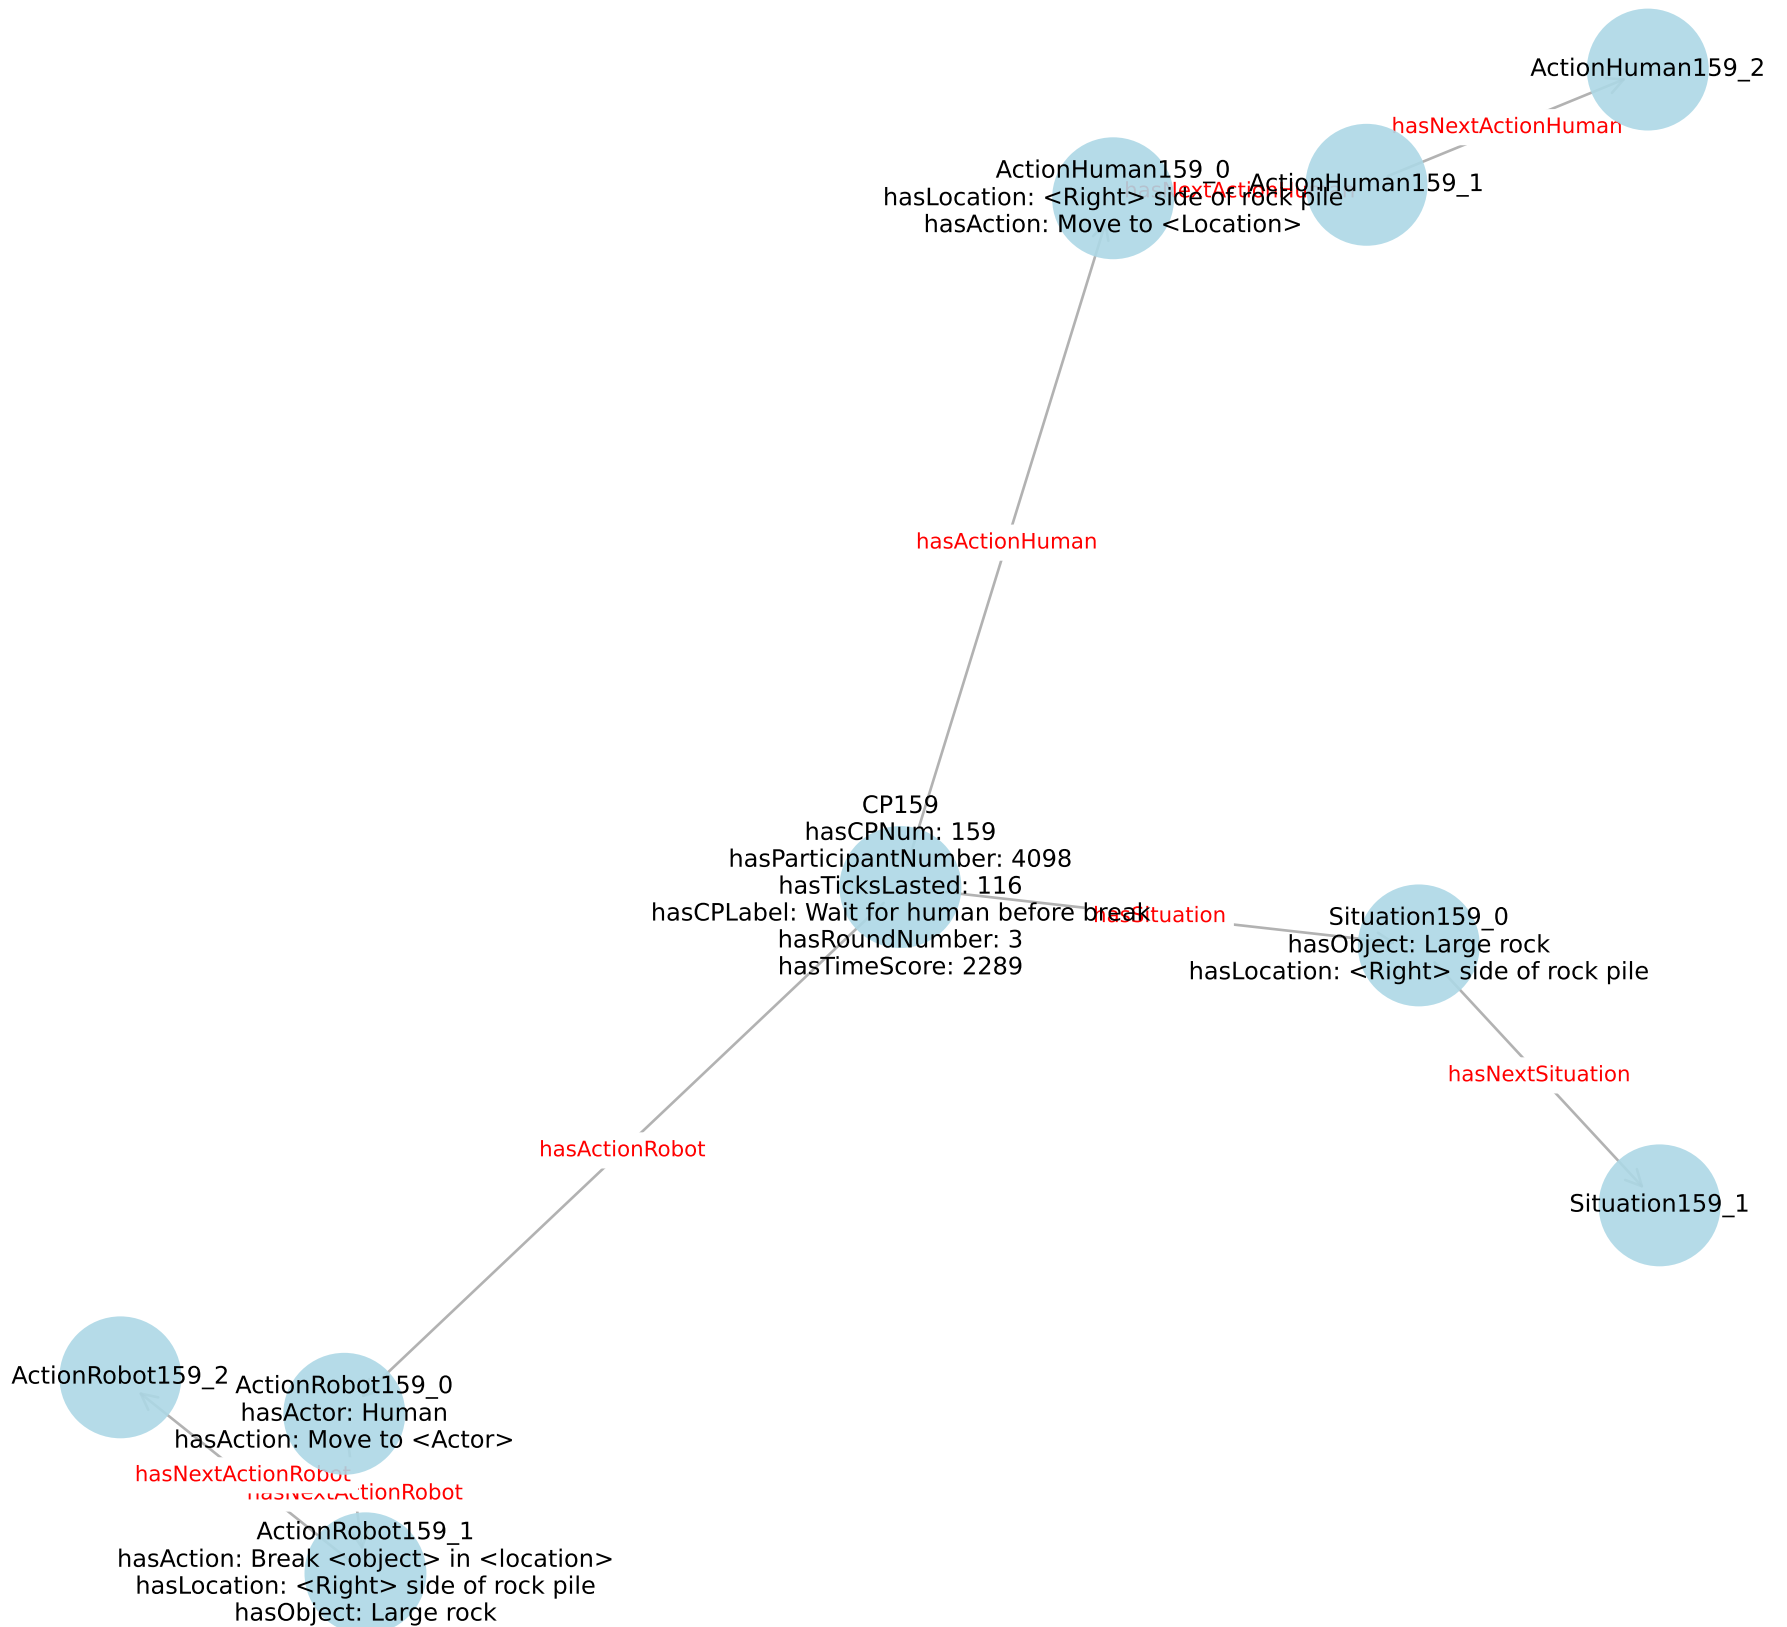 ActionHuman159_2
hasNextActionHuman
ActionHuman159_0
hasLocation: <Right> side of rock pile
hasAction: Move to <Location>
hasNextActionHuman
ActionHuman159_1
hasActionHuman
CP159
hasCPNum: 159
hasParticipantNumber: 4098
hasTicksLasted: 116
hasCPLabel: Wait for human before break
hasRoundNumber: 3
hasTimeScore: 2289
hasSituation
Situation159_0
hasObject: Large rock
hasLocation: <Right> side of rock pile
hasNextSituation
Situation159_1
hasActionRobot
ActionRobot159_2
ActionRobot159_0
hasActor: Human
hasAction: Move to <Actor>
hasNextActionRobot
hasNextActionRobot
ActionRobot159_1
hasAction: Break <object> in <location>
hasLocation: <Right> side of rock pile
hasObject: Large rock